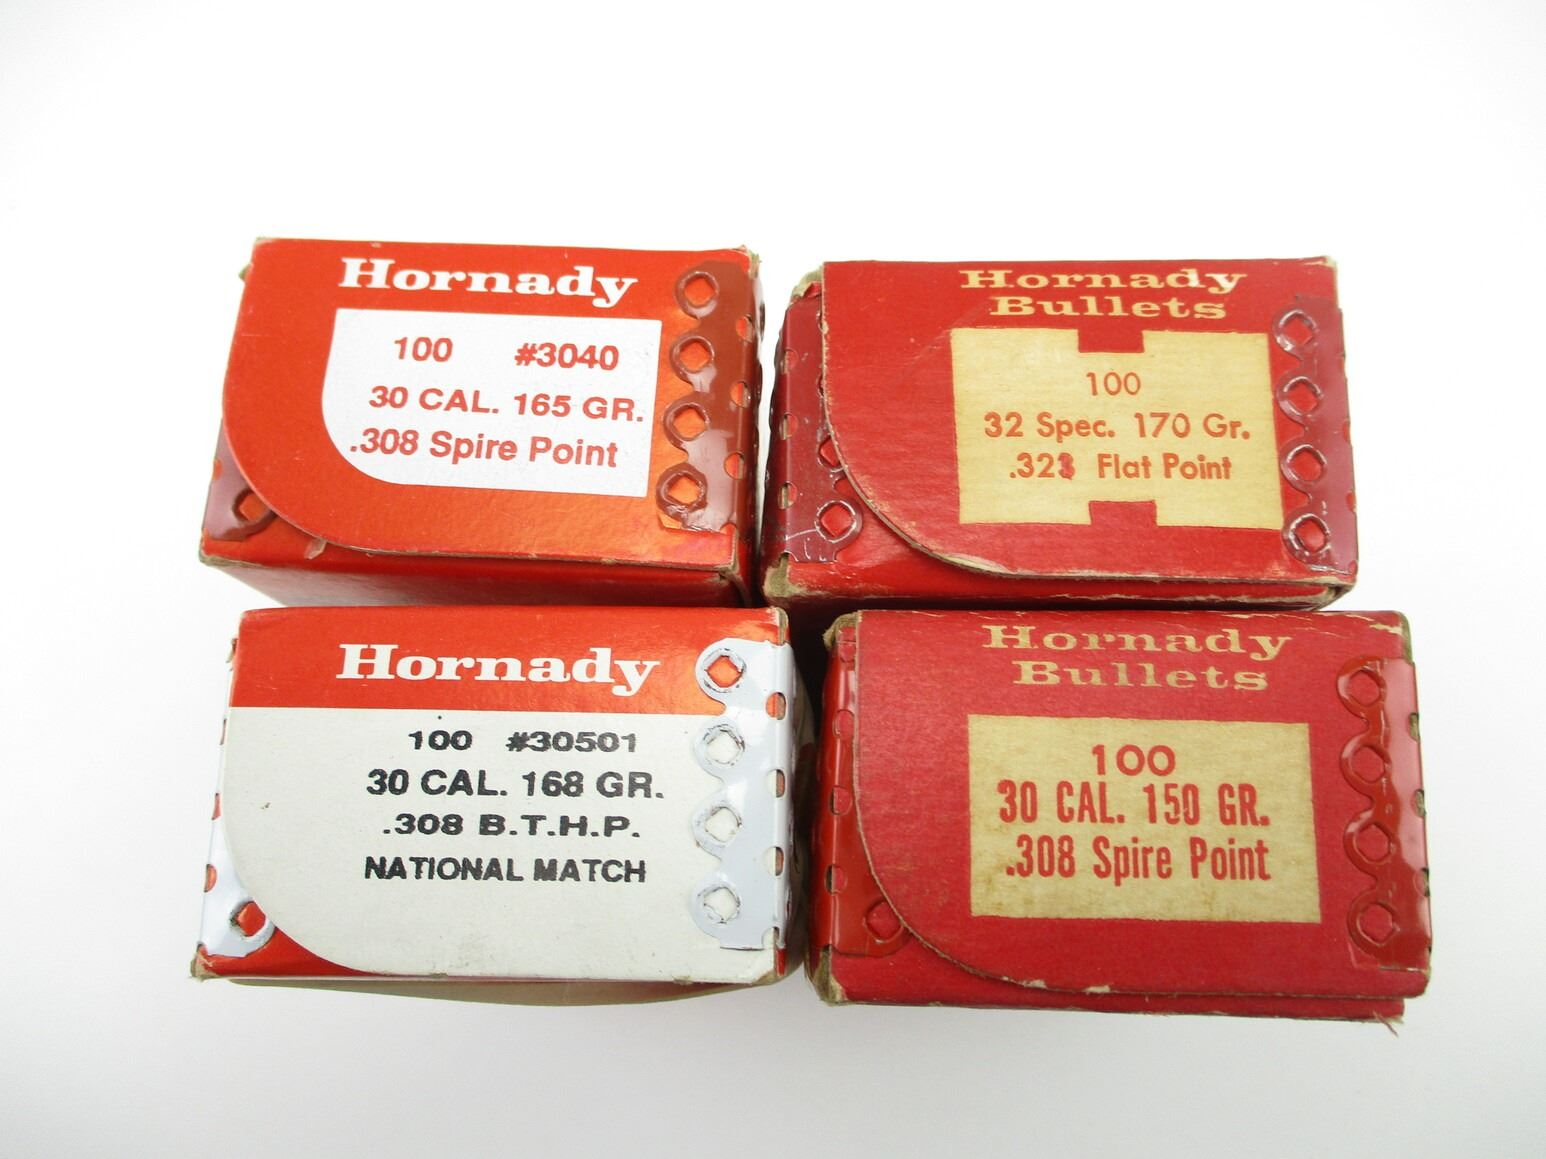 Hornady
100 #3040
30 CAL. 165 GR.
.308 Spire Point
Hornady
Bullets
100
32 Spec. 170 Gr.
.323 Flat Point
Hornady
100 #30501
30 CAL. 168 GR.
.308 B.T.H.P.
NATIONAL MATCH
Hornady
Bullets
100
30 CAL. 150 GR.
.308 Spire Point